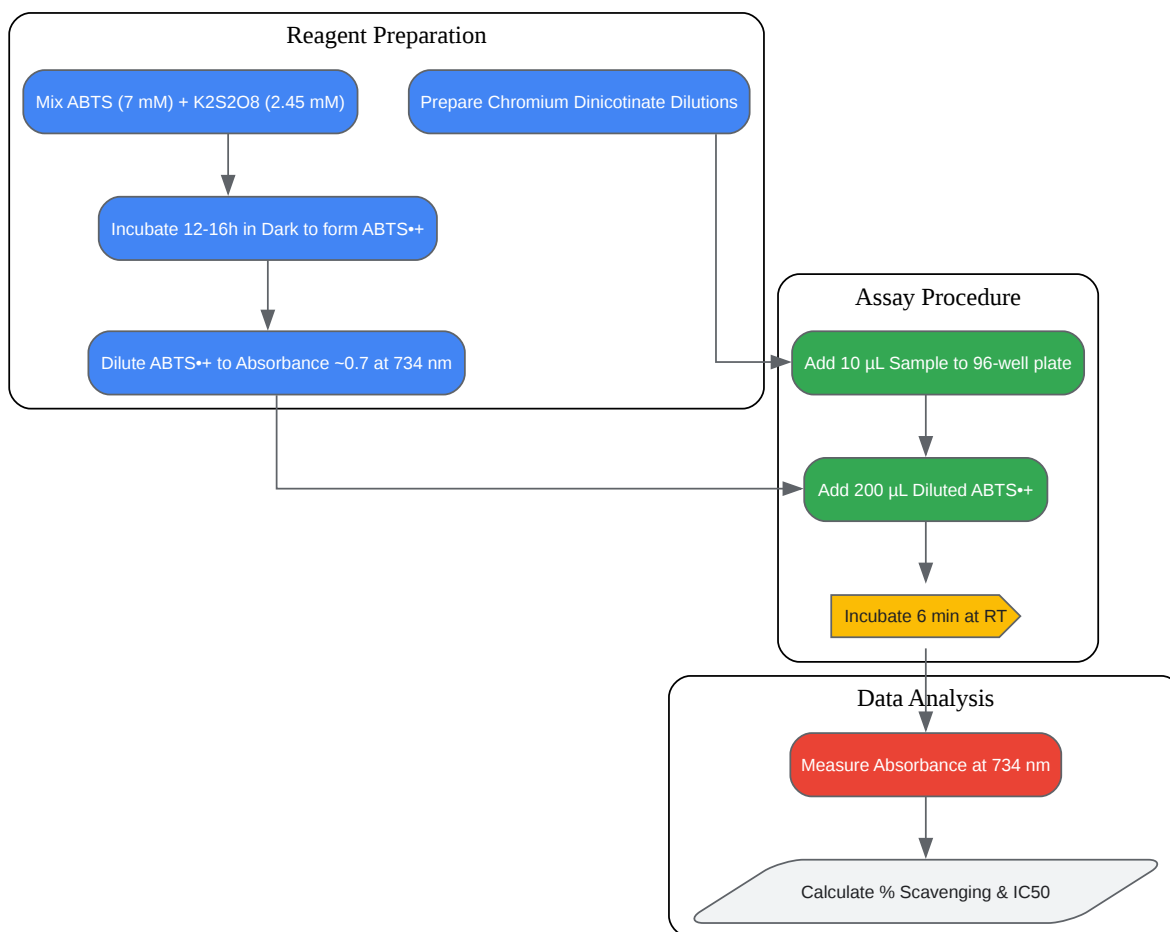 Reagent Preparation
Mix ABTS (7 mM) + K2S2O8 (2.45 mM)
Prepare Chromium Dinicotinate Dilutions
Incubate 12-16h in Dark to form ABTS•+
Dilute ABTS•+ to Absorbance ~0.7 at 734 nm
Assay Procedure
Add 10 µL Sample to 96-well plate
Add 200 µL Diluted ABTS•+
Incubate 6 min at RT
Data Analysis
Measure Absorbance at 734 nm
Calculate % Scavenging & IC50